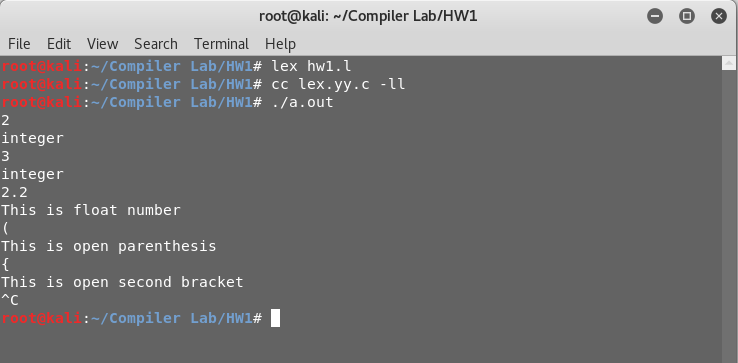 root@kali: ~/Compiler Lab/HW1
File Edit View Search Terminal Help
root@kali:~/Compiler Lab/HW1# lex hw1.l
root@kali:~/Compiler Lab/HW1# cc lex.yy.c -ll
root@kali:~/Compiler Lab/HW1# ./a.out
2
integer
3
integer
2.2
This is float number
(
This is open parenthesis
{
This is open second bracket
^C
root@kali:~/Compiler Lab/HW1#